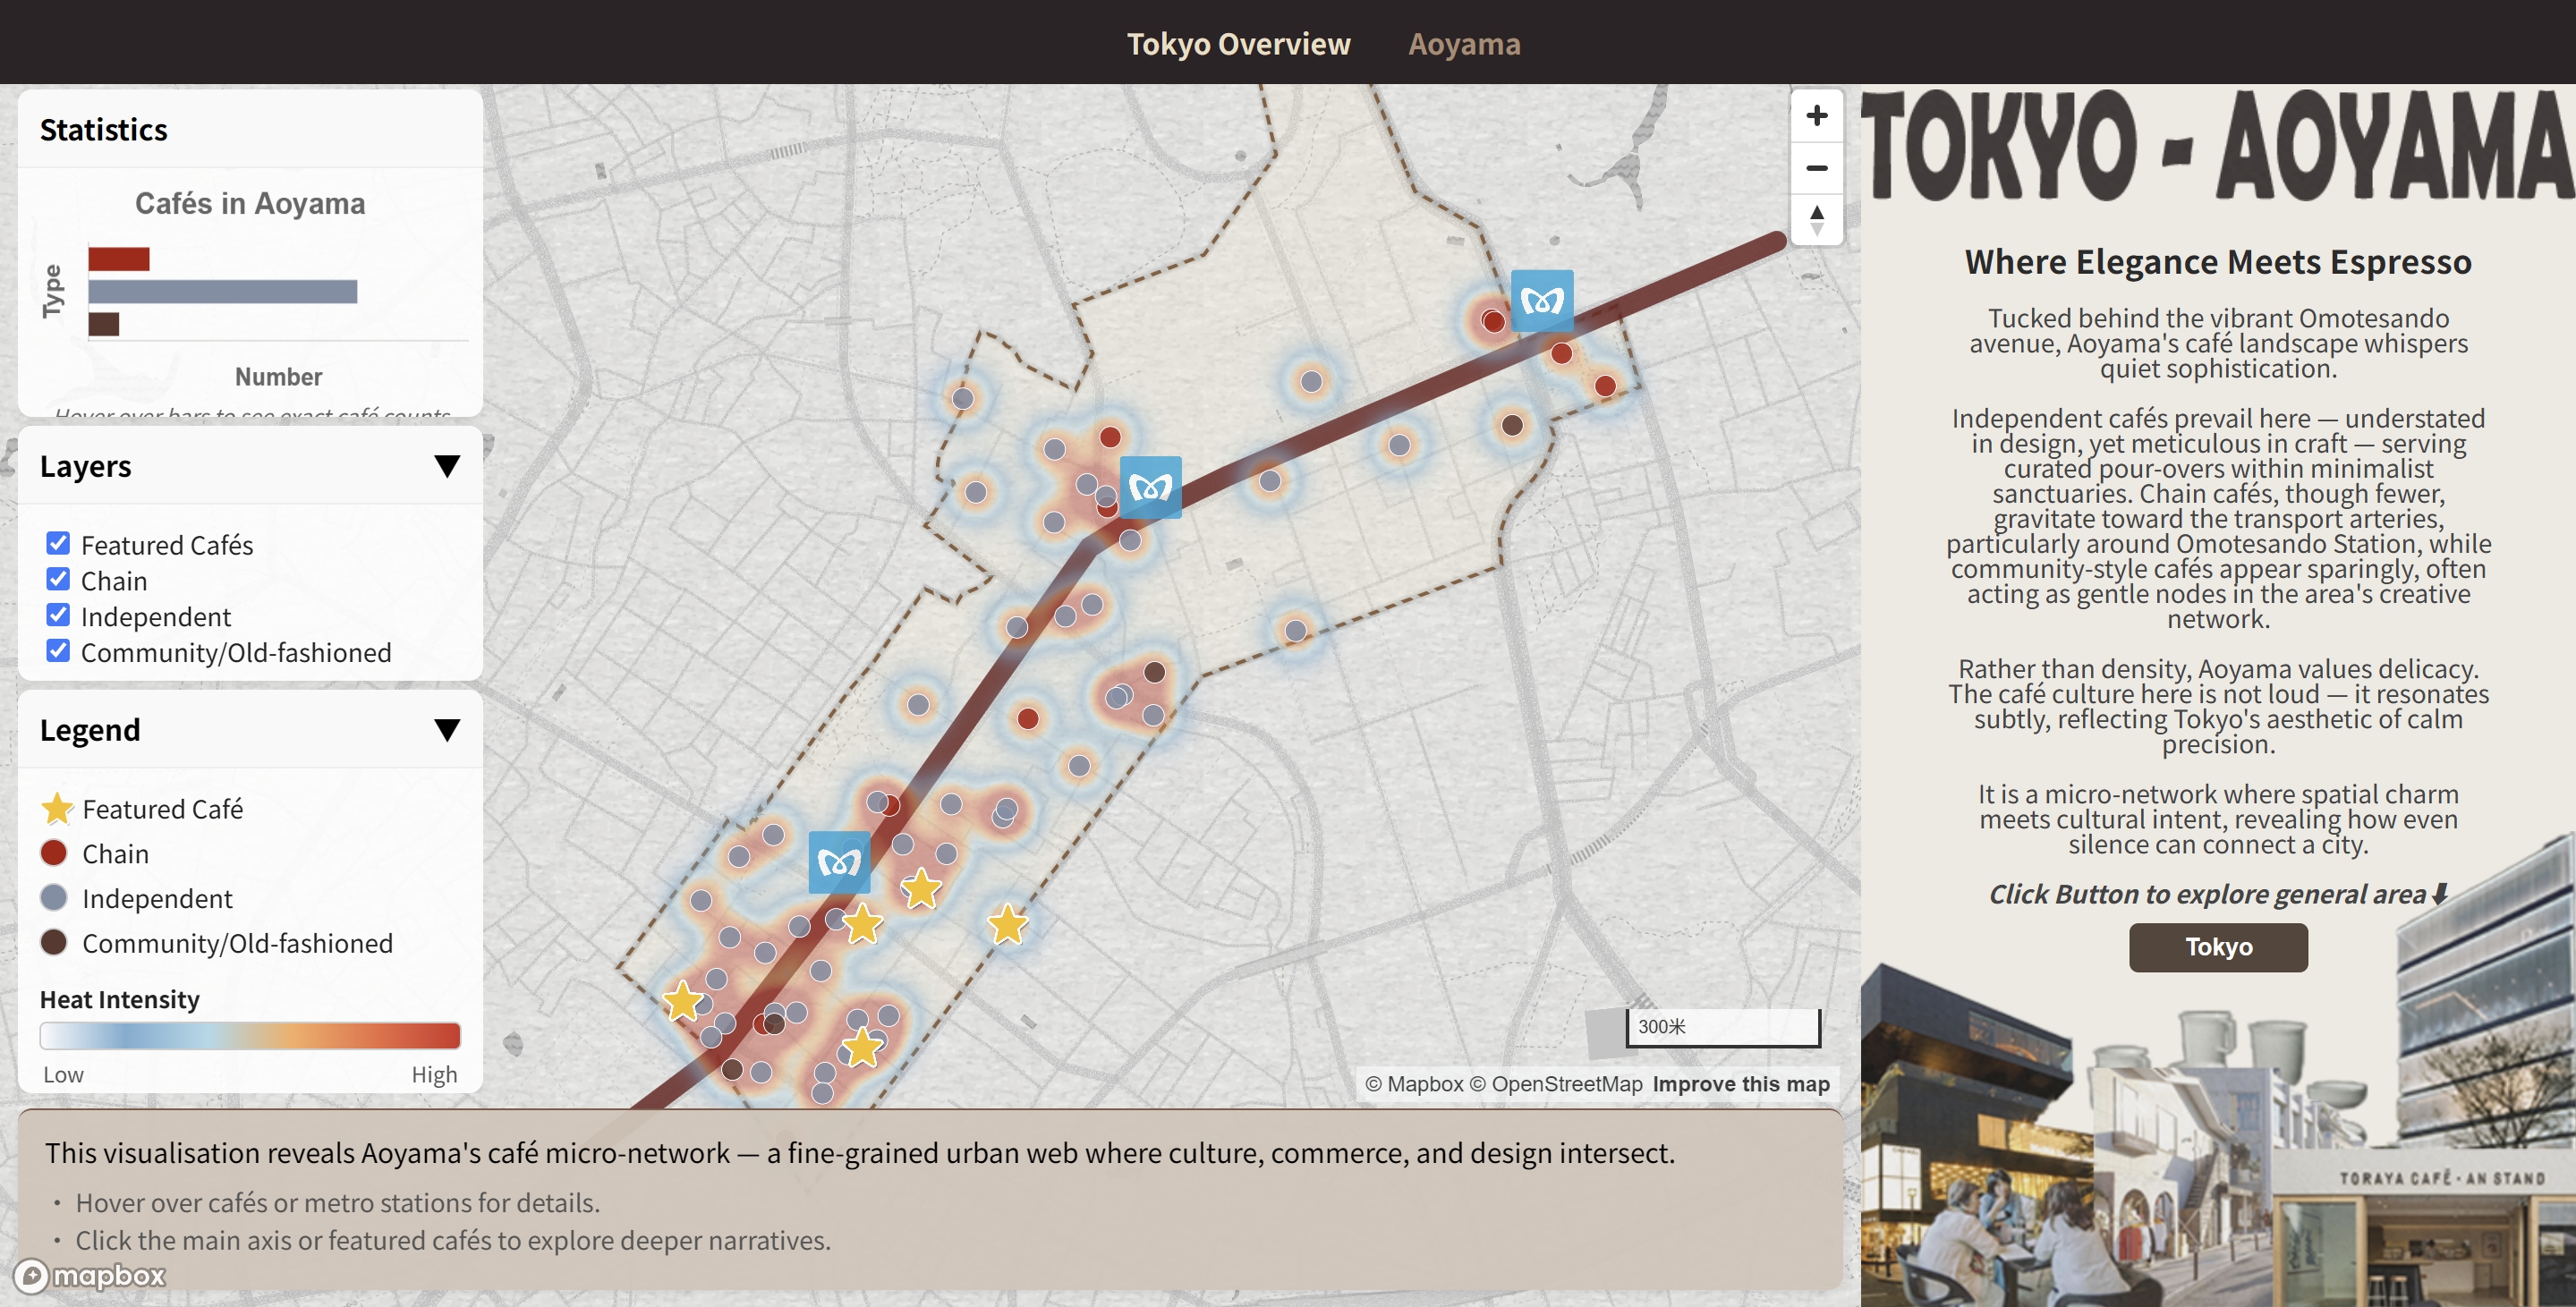 Tokyo Overview
Aoyama
Statistics
Cafés in Aoyama
Type
Number
Hover over bars to see exact café counts
Layers
Featured Cafés
Chain
Independent
Community/Old-fashioned
Legend
Featured Café
Chain
Independent
Community/Old-fashioned
Heat Intensity
Low
High
300米
© Mapbox © OpenStreetMap Improve this map
This visualisation reveals Aoyama's café micro-network — a fine-grained urban web where culture, commerce, and design intersect.
• Hover over cafés or metro stations for details.
• Click the main axis or featured cafés to explore deeper narratives.
mapbox
TOKYO - AOYAMA
Where Elegance Meets Espresso
Tucked behind the vibrant Omotesando
avenue, Aoyama's café landscape whispers
quiet sophistication.
Independent cafés prevail here — understated
in design, yet meticulous in craft — serving
curated pour-overs within minimalist
sanctuaries. Chain cafés, though fewer,
gravitate toward the transport arteries,
particularly around Omotesando Station, while
community-style cafés appear sparingly, often
acting as gentle nodes in the area's creative
network.
Rather than density, Aoyama values delicacy.
The café culture here is not loud — it resonates
subtly, reflecting Tokyo's aesthetic of calm
precision.
It is a micro-network where spatial charm
meets cultural intent, revealing how even
silence can connect a city.
Click Button to explore general area⬇
Tokyo
TORAYA CAFÉ·AN STAND